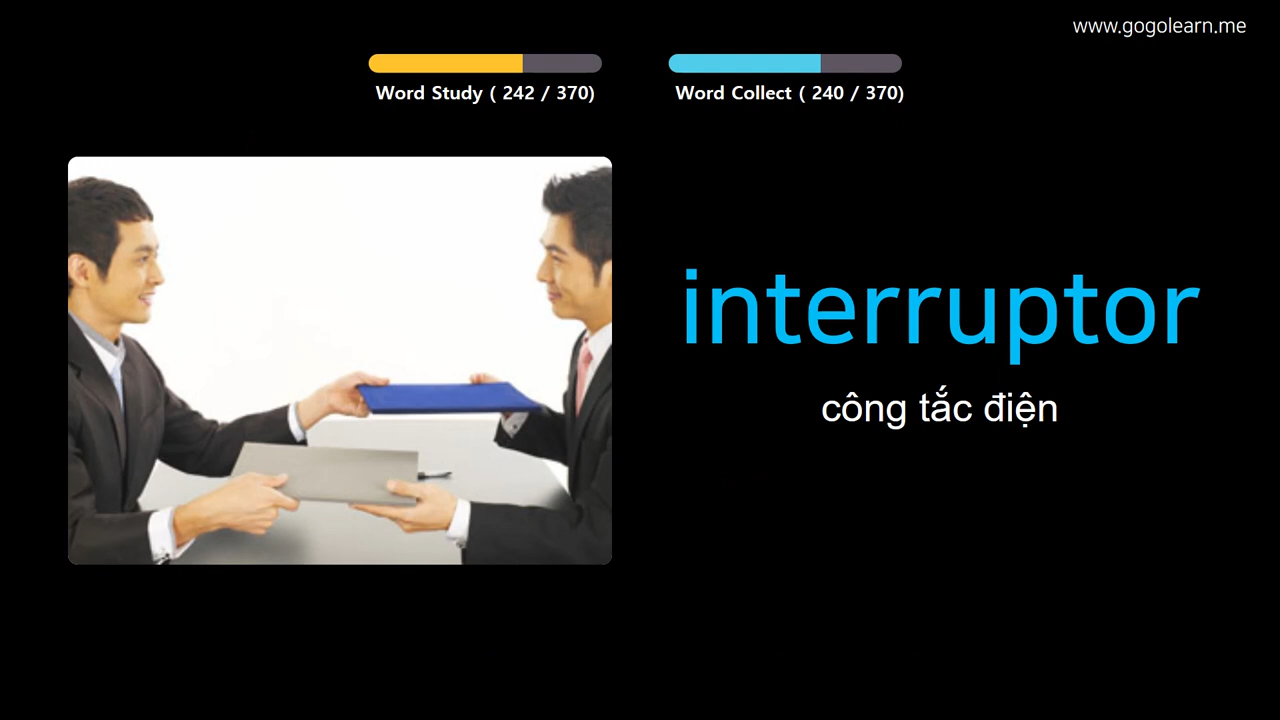 www.gogolearn.me
Word Study ( 242 / 370)
Word Collect ( 240 / 370)
interruptor
công tắc điện